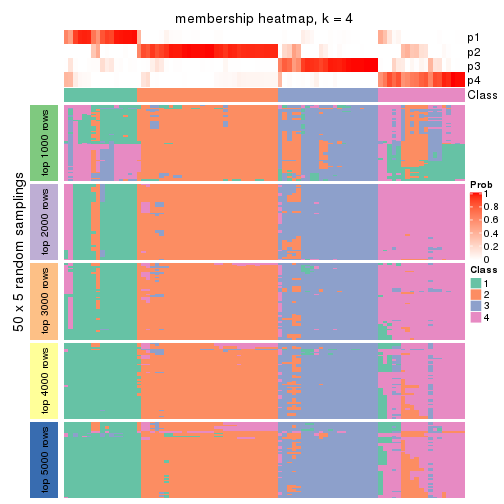 membership heatmap, k = 4
p1
p2
p3
p4
Class
50 x 5 random samplings
top 1000 rows
top 2000 rows
top 3000 rows
top 4000 rows
top 5000 rows
Prob
1
0.8
0.6
0.4
0.2
0
Class
1
2
3
4